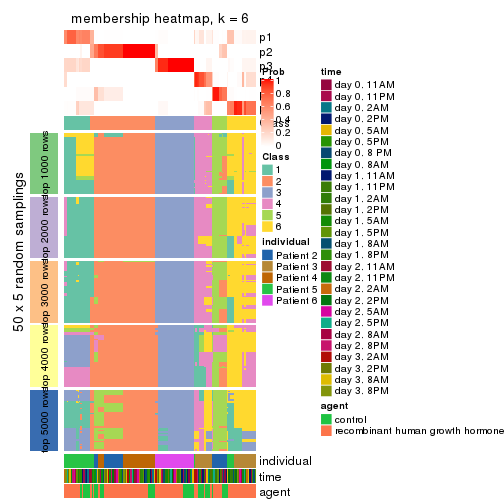 membership heatmap, k = 6
p1
p2
p3
Prob
1
0.8
0.6
0.4
0.2
0
Class
1
2
3
4
5
6
individual
Patient 2
Patient 3
Patient 4
Patient 5
Patient 6
time
day 0. 11AM
day 0. 11PM
day 0. 2AM
day 0. 2PM
day 0. 5AM
day 0. 5PM
day 0. 8 PM
day 0. 8AM
day 1. 11AM
day 1. 11PM
day 1. 2AM
day 1. 2PM
day 1. 5AM
day 1. 5PM
day 1. 8AM
day 1. 8PM
day 2. 11AM
day 2. 11PM
day 2. 2AM
day 2. 2PM
day 2. 5AM
day 2. 5PM
day 2. 8AM
day 2. 8PM
day 3. 2AM
day 3. 2PM
day 3. 8AM
day 3. 8PM
agent
control
recombinant human growth hormone
50 x 5 random samplings
top 1000 rows
top 2000 rows
top 3000 rows
top 4000 rows
top 5000 rows
individual
time
agent